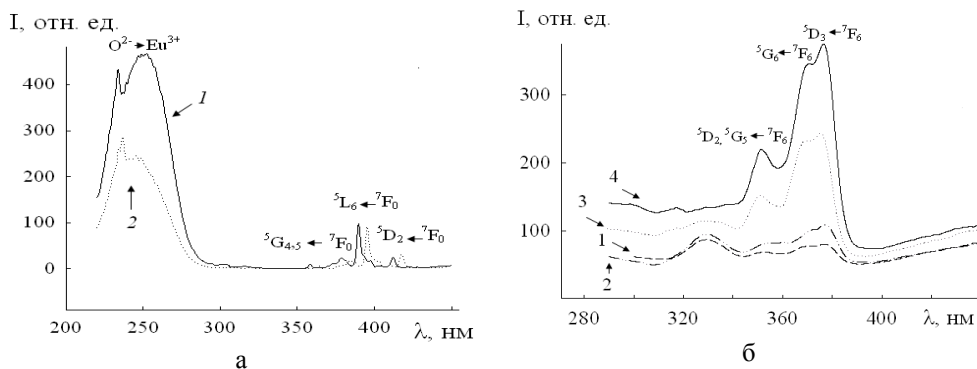 I, отн. ед.
O²⁻→Eu³⁺
400
300
200
100
0
1
2
⁵G₄,₅ ← ⁷F₀
⁵L₆←⁷F₀
⁵D₂ ←⁷F₀
200 250 300 350 400 λ, нм
а
I, отн. ед.
⁵D₃←⁷F₆
⁵G₆←⁷F₆
⁵D₂, ⁵G₅←⁷F₆
300
200
100
4
3
1
2
280 320 360 400 λ, нм
б